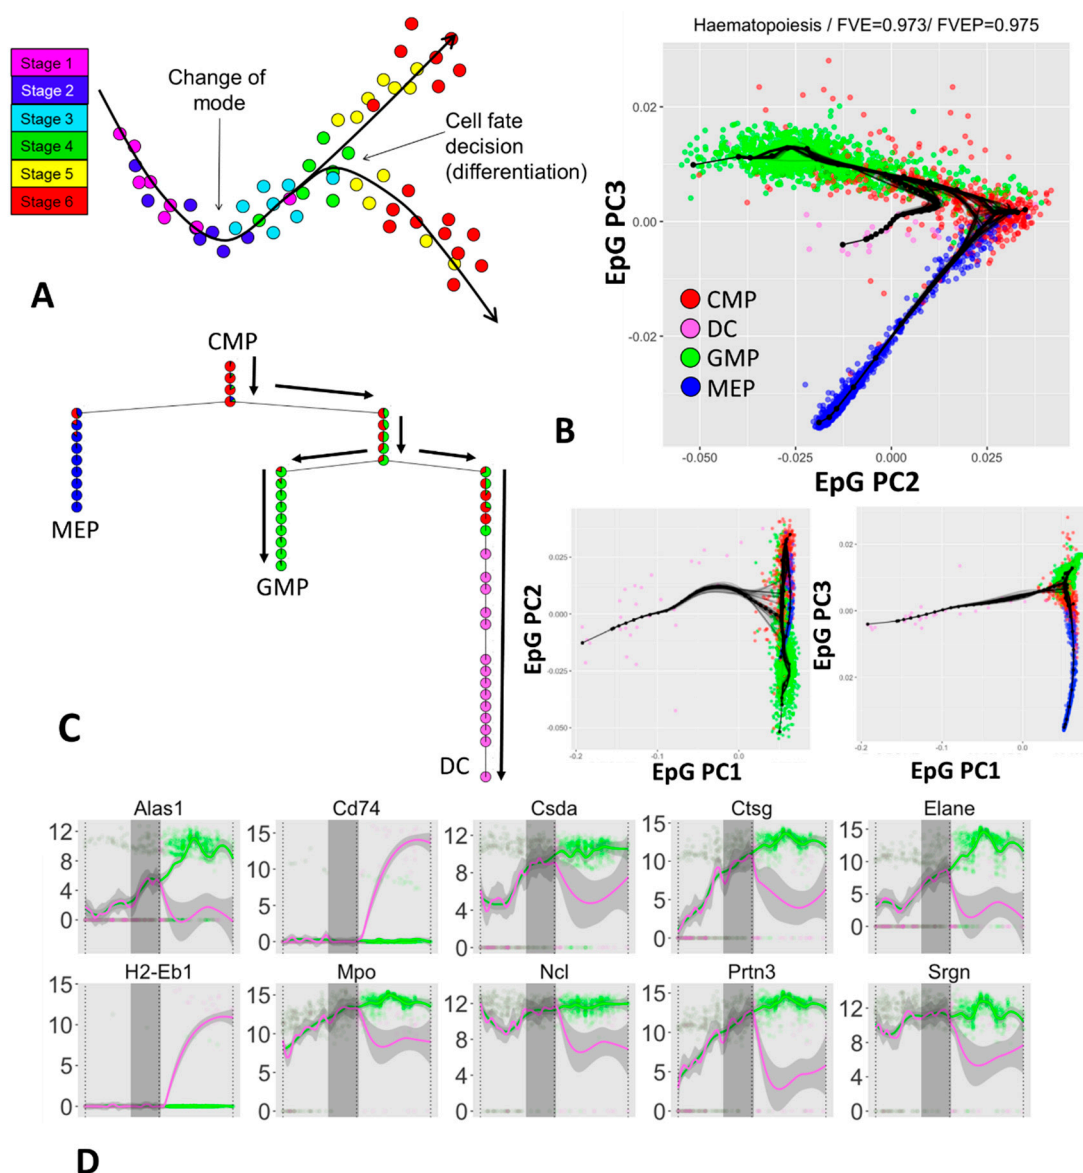 Stage 1
Stage 2
Stage 3
Stage 4
Stage 5
Stage 6
Change of
mode
Cell fate
decision
(differentiation)
A
Haematopoiesis / FVE=0.973/ FVEP=0.975
EpG PC3
0.02
0.00
-0.02
CMP
DC
GMP
MEP
-0.050
-0.025
0.000
0.025
EpG PC2
B
CMP
MEP
GMP
DC
C
EpG PC2
0.025
0.000
-0.025
-0.050
-0.2
-0.1
0.0
EpG PC1
EpG PC3
0.02
0.00
0.02
-0.2
-0.1
0.0
EpG PC1
Alas1
12
8
4
0
Cd74
15
10
5
0
Csda
12
8
4
0
Ctsg
15
10
5
0
Elane
15
10
5
0
H2-Eb1
15
10
5
0
Mpo
15
10
5
0
Ncl
12
8
4
0
Prtn3
15
10
5
0
Srgn
12
8
4
0
D